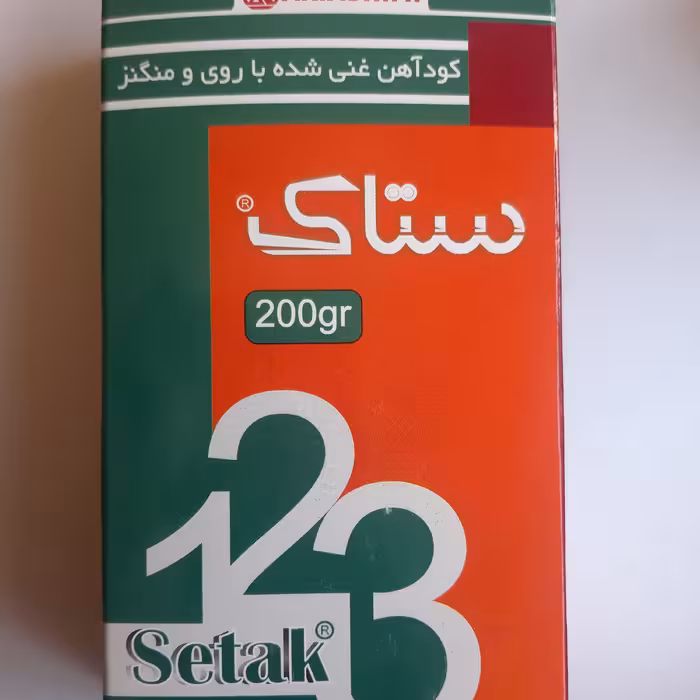 کودآهن غنی شده با روی و منگنز
ستاک®
200gr
123
Setak®